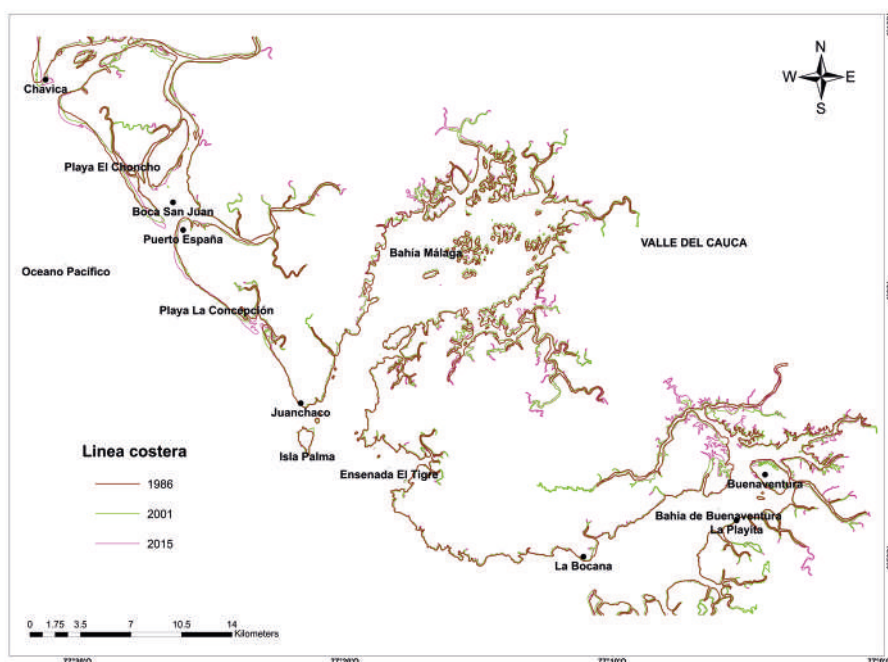 N
W E
S
Chavica
Playa El Choncho
Boca San Juan
Puerto España
Oceano Pacífico
Bahía Málaga
VALLE DEL CAUCA
Playa La Concepción
Juanchaco
Isla Palma
Ensenada El Tigre
Buenaventura
Bahia de Buenaventura
La Playita
La Bocana
Linea costera
1986
2001
2015
0 1.75 3.5 7 10.5 14
Kilometers